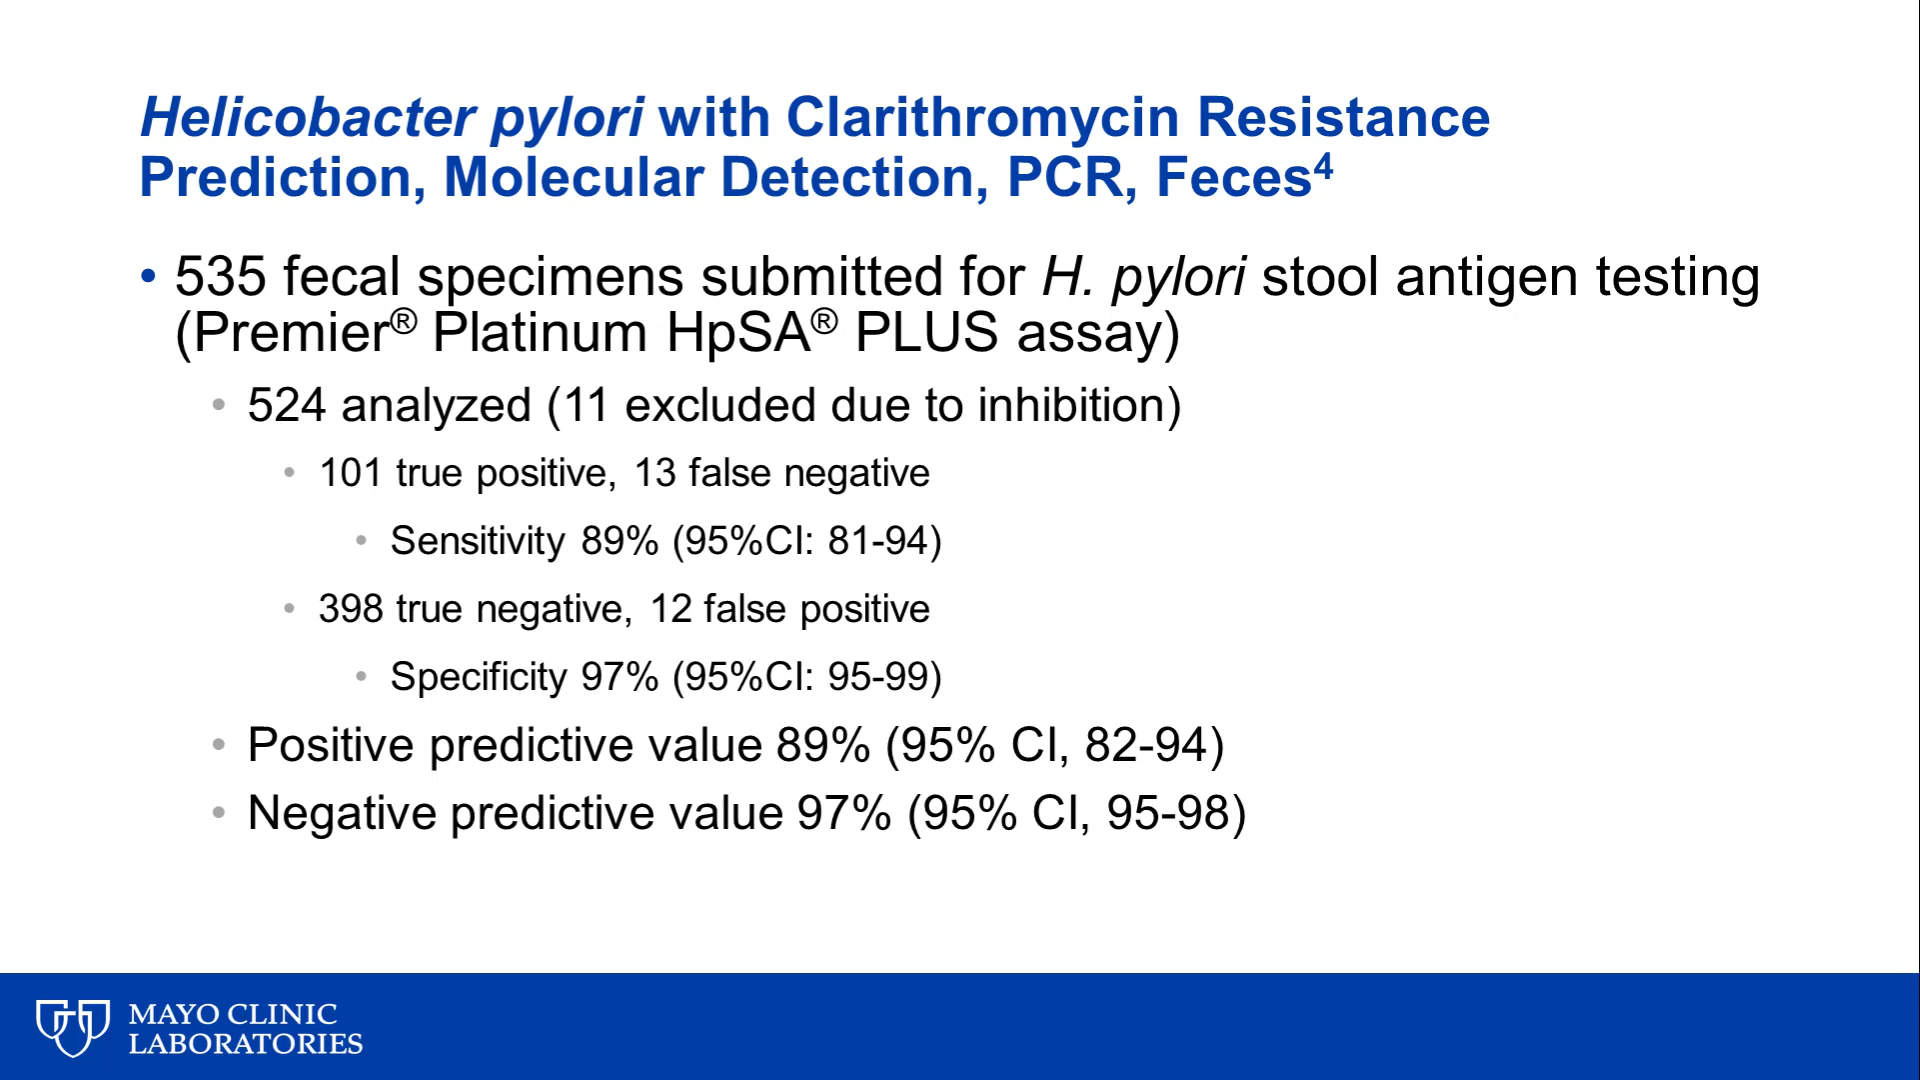 Helicobacter pylori with Clarithromycin Resistance
Prediction, Molecular Detection, PCR, Feces⁴
• 535 fecal specimens submitted for H. pylori stool antigen testing
(Premier® Platinum HpSA® PLUS assay)
• 524 analyzed (11 excluded due to inhibition)
• 101 true positive, 13 false negative
• Sensitivity 89% (95%CI: 81-94)
• 398 true negative, 12 false positive
• Specificity 97% (95%CI: 95-99)
• Positive predictive value 89% (95% CI, 82-94)
• Negative predictive value 97% (95% CI, 95-98)
MAYO CLINIC
LABORATORIES